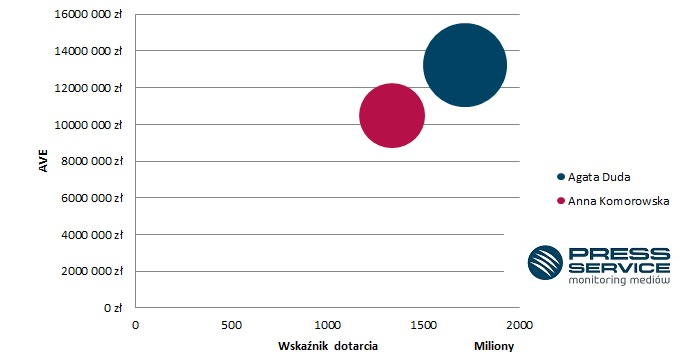 16000 000 zł
14000 000 zł
12000 000 zł
10000 000 zł
8000 000 zł
6000 000 zł
4000 000 zł
2000 000 zł
0 zł
AVE
0 500 1000 1500 2000
Wskaźnik dotarcia Miliony
Agata Duda
Anna Komorowska
PRESS
SERVICE
monitoring mediów